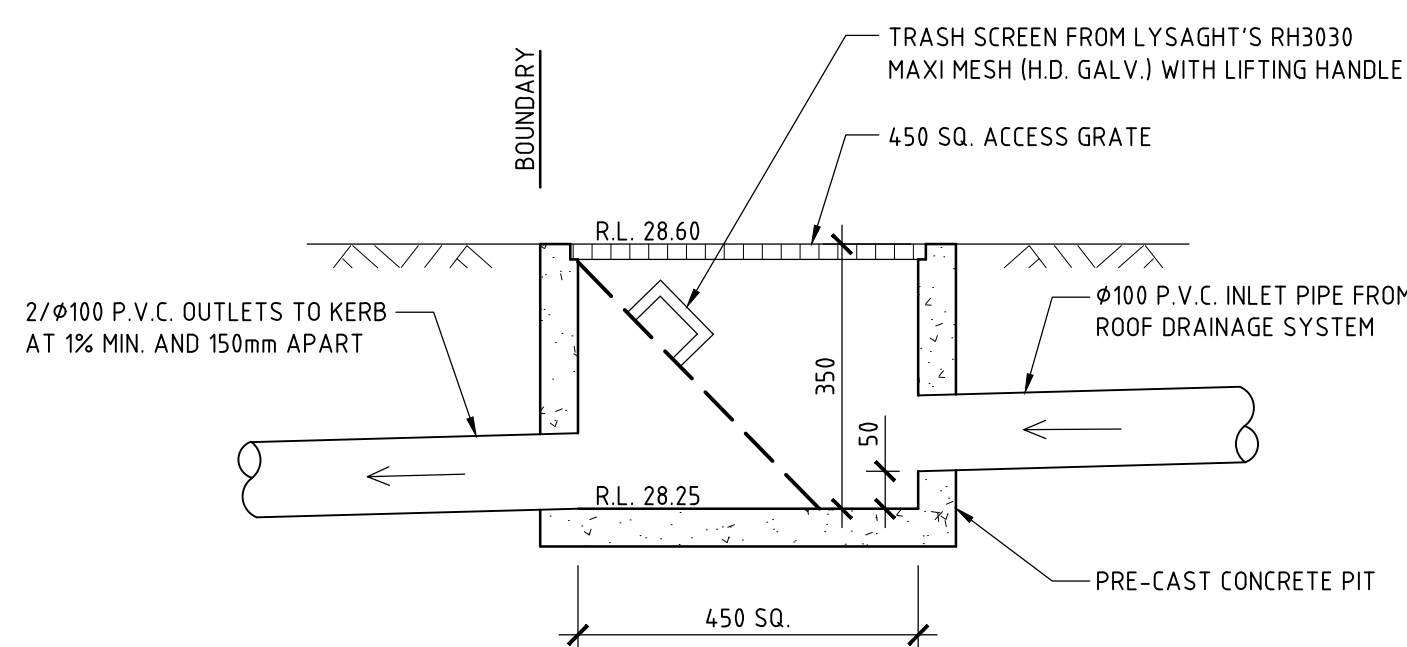 TRASH SCREEN FROM LYSAGHT'S RH3030
MAXI MESH (H.D. GALV.) WITH LIFTING HANDLE
BOUNDARY
450 SQ. ACCESS GRATE
R.L. 28.60
2/Φ100 P.V.C. OUTLETS TO KERB
AT 1% MIN. AND 150mm APART
Φ100 P.V.C. INLET PIPE FROM
ROOF DRAINAGE SYSTEM
350
50
R.L. 28.25
PRE-CAST CONCRETE PIT
450 SQ.